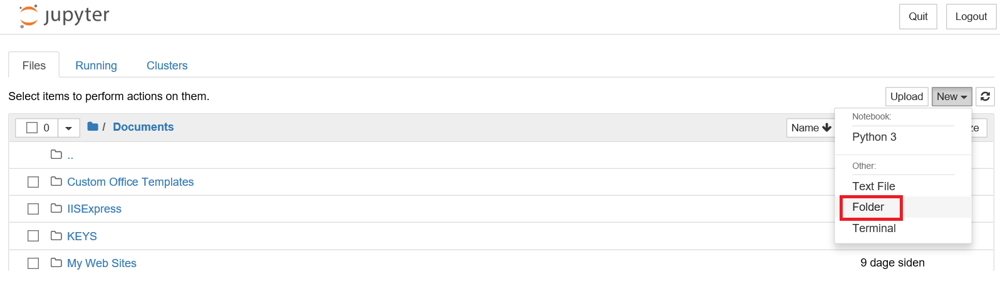 jupyter
Quit
Logout
Files
Running
Clusters
Select items to perform actions on them.
Upload
New
0
/ Documents
Name
ze
Notebook:
Python 3
Other:
Text File
Folder
Terminal
..
Custom Office Templates
IISExpress
KEYS
My Web Sites
9 dage siden